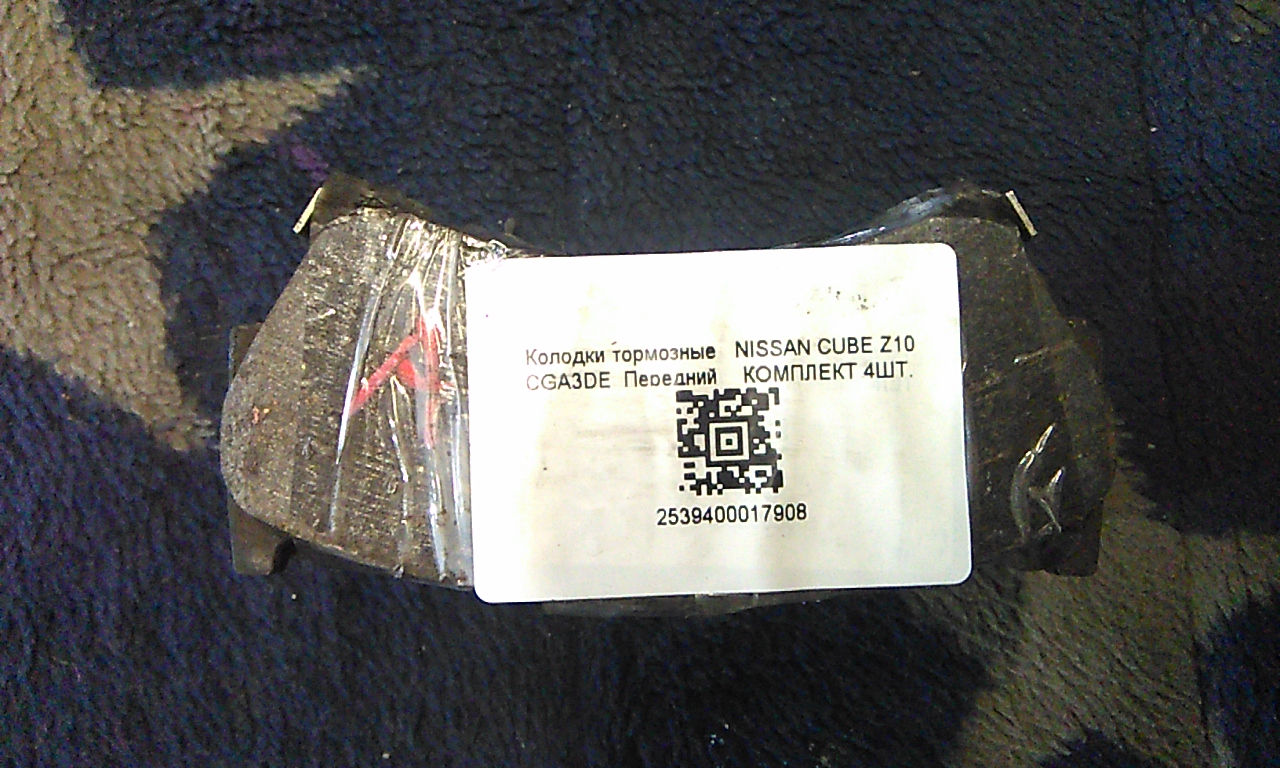 Колодки тормозные NISSAN CUBE Z10
CGA3DE Передний КОМПЛЕКТ 4ШТ.
2539400017908